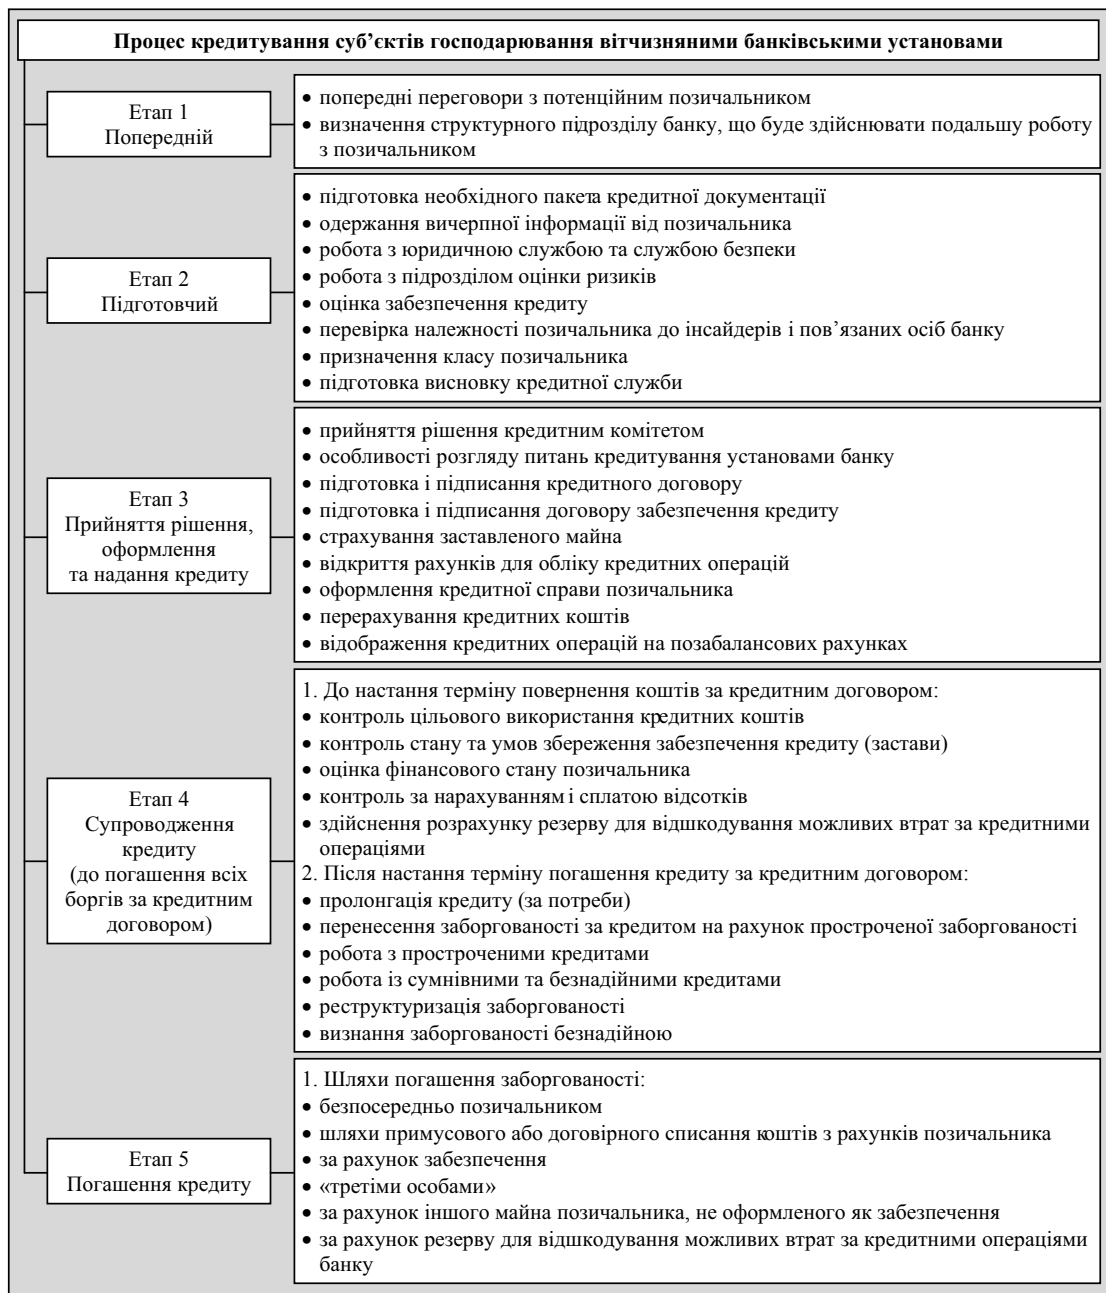 Процес кредитування суб’єктів господарювання вітчизняними банківськими установами
Етап 1
Попередній
• попередні переговори з потенційним позичальником
• визначення структурного підрозділу банку, що буде здійснювати подальшу роботу
з позичальником
Етап 2
Підготовчий
• підготовка необхідного пакета кредитної документації
• одержання вичерпної інформації від позичальника
• робота з юридичною службою та службою безпеки
• робота з підрозділом оцінки ризиків
• оцінка забезпечення кредиту
• перевірка належності позичальника до інсайдерів і пов’язаних осіб банку
• призначення класу позичальника
• підготовка висновку кредитної служби
Етап 3
Прийняття рішення,
оформлення
та надання кредиту
• прийняття рішення кредитним комітетом
• особливості розгляду питань кредитування установами банку
• підготовка і підписання кредитного договору
• підготовка і підписання договору забезпечення кредиту
• страхування заставленого майна
• відкриття рахунків для обліку кредитних операцій
• оформлення кредитної справи позичальника
• перерахування кредитних коштів
• відображення кредитних операцій на позабалансових рахунках
Етап 4
Супроводження
кредиту
(до погашення всіх
боргів за кредитним
договором)
1. До настання терміну повернення коштів за кредитним договором:
• контроль цільового використання кредитних коштів
• контроль стану та умов збереження забезпечення кредиту (застави)
• оцінка фінансового стану позичальника
• контроль за нарахуванням і сплатою відсотків
• здійснення розрахунку резерву для відшкодування можливих втрат за кредитними
операціями
2. Після настання терміну погашення кредиту за кредитним договором:
• пролонгація кредиту (за потреби)
• перенесення заборгованості за кредитом на рахунок простроченої заборгованості
• робота з простроченими кредитами
• робота із сумнівними та безнадійними кредитами
• реструктуризація заборгованості
• визнання заборгованості безнадійною
Етап 5
Погашення кредиту
1. Шляхи погашення заборгованості:
• безпосередньо позичальником
• шляхи примусового або договірного списання коштів з рахунків позичальника
• за рахунок забезпечення
• «третіми особами»
• за рахунок іншого майна позичальника, не оформленого як забезпечення
• за рахунок резерву для відшкодування можливих втрат за кредитними операціями
банку